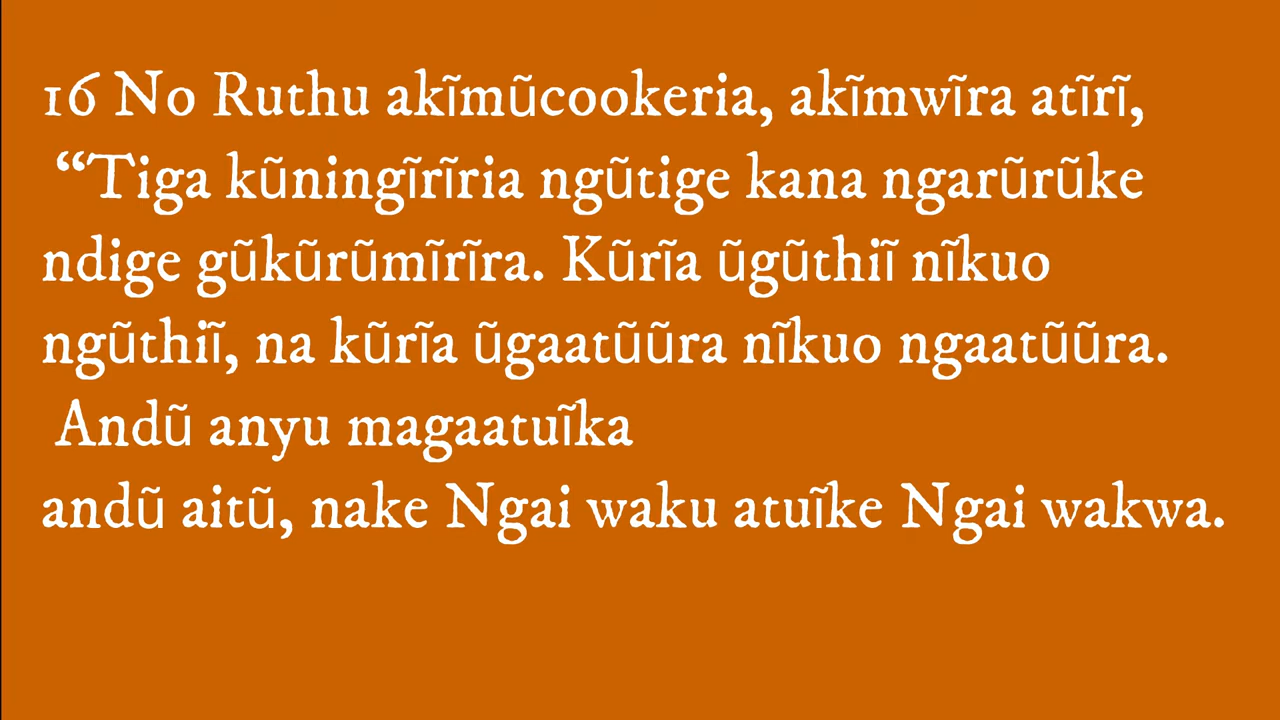 16 No Ruthu akĩmũcookeria, akĩmwĩra atĩrĩ,
“Tiga kũningĩrĩria ngũtige kana ngarũrũke
ndige gũkũrũmĩrĩra. Kũrĩa ũgũthiĩ nĩkuo
ngũthiĩ, na kũrĩa ũgaatũũra nĩkuo ngaatũũra.
Andũ anyu magaatuĩka
andũ aitũ, nake Ngai waku atuĩke Ngai wakwa.